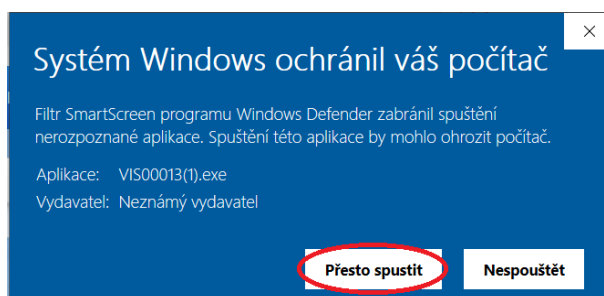 Systém Windows ochránil váš počítač
Filtr SmartScreen programu Windows Defender zabránil spuštění
nerozpoznané aplikace. Spuštění této aplikace by mohlo ohrozit počítač.
Aplikace: VIS00013(1).exe
Vydavatel: Neznámý vydavatel
Přesto spustit Nespouštět